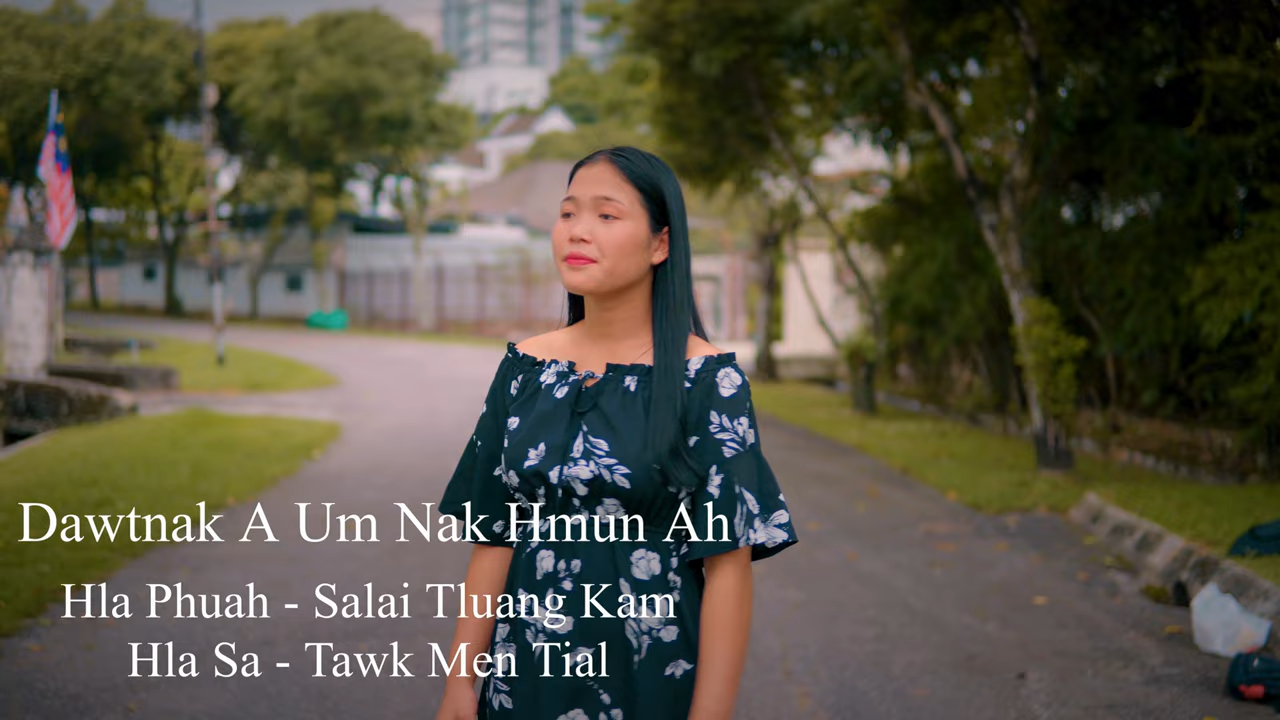 Dawtnak A Um Nak Hmun Ah
Hla Phuah - Salai Tluang Kam
Hla Sa - Tawk Men Tial